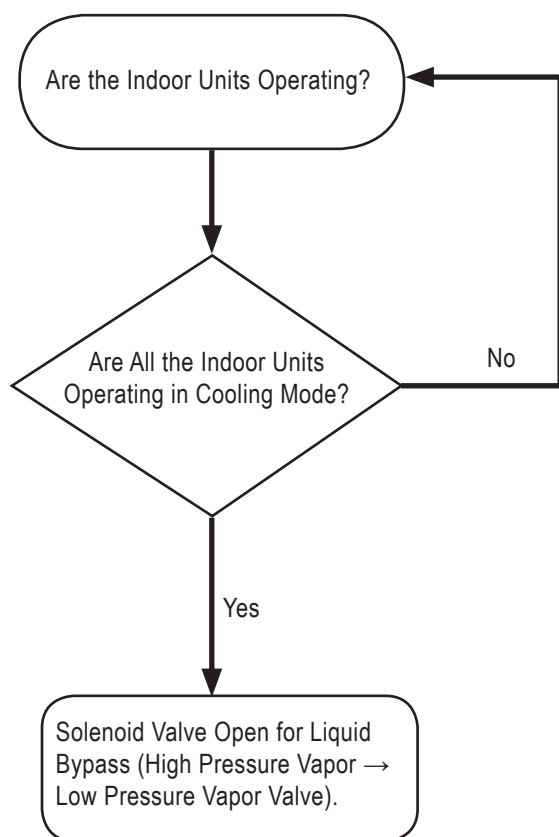 Are the Indoor Units Operating?
Are All the Indoor Units
Operating in Cooling Mode?
No
Yes
Solenoid Valve Open for Liquid
Bypass (High Pressure Vapor →
Low Pressure Vapor Valve).